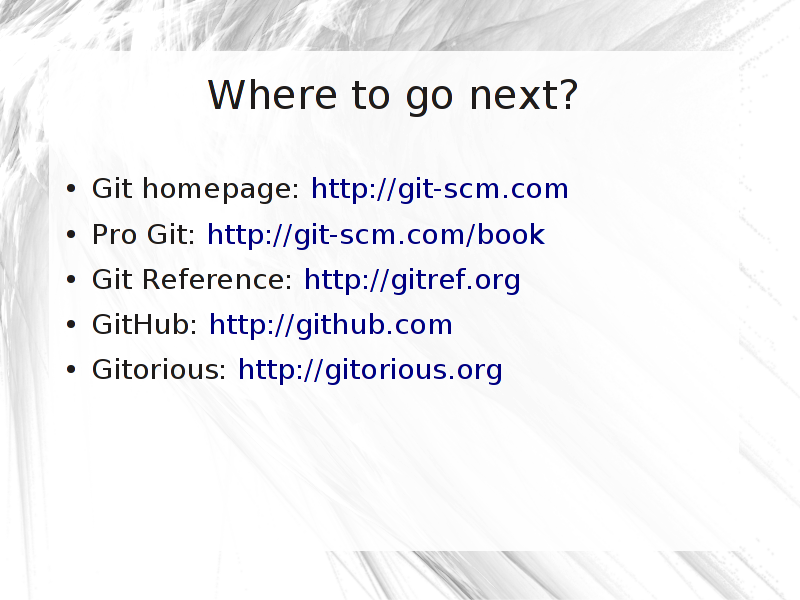 Where to go next?
• Git homepage: http://git-scm.com
• Pro Git: http://git-scm.com/book
• Git Reference: http://gitref.org
• GitHub: http://github.com
• Gitorious: http://gitorious.org